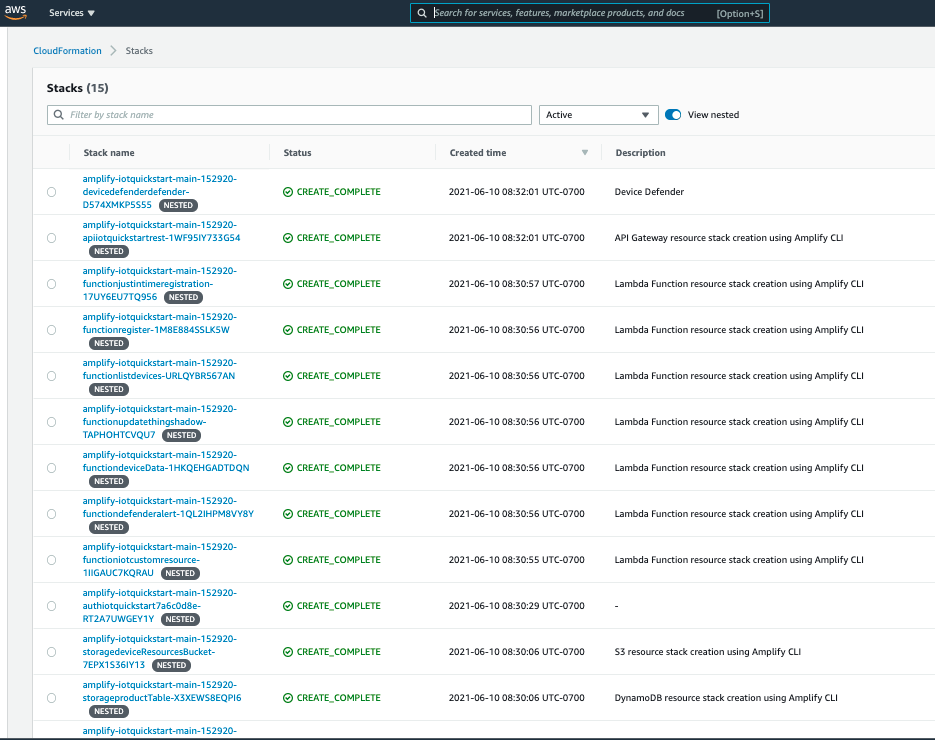 aws
Services ▼
Search for services, features, marketplace products, and docs [Option+S]
CloudFormation > Stacks
Stacks (15)
Filter by stack name
Active
View nested
Stack name Status Created time Description
amplify-iotquickstart-main-152920-
devicedefenderdefender-
D574XMKP5S55 NESTED
CREATE_COMPLETE 2021-06-10 08:32:01 UTC-0700 Device Defender
amplify-iotquickstart-main-152920-
apiiotquickstartrest-1WF95IY733G54
NESTED
CREATE_COMPLETE 2021-06-10 08:32:01 UTC-0700 API Gateway resource stack creation using Amplify CLI
amplify-iotquickstart-main-152920-
functionjustintimeregistration-
17UY6EU7TQ956 NESTED
CREATE_COMPLETE 2021-06-10 08:30:57 UTC-0700 Lambda Function resource stack creation using Amplify CLI
amplify-iotquickstart-main-152920-
functionregister-1M8E884SSLK5W
NESTED
CREATE_COMPLETE 2021-06-10 08:30:56 UTC-0700 Lambda Function resource stack creation using Amplify CLI
amplify-iotquickstart-main-152920-
functionlistdevices-URLQYBR567AN
NESTED
CREATE_COMPLETE 2021-06-10 08:30:56 UTC-0700 Lambda Function resource stack creation using Amplify CLI
amplify-iotquickstart-main-152920-
functionupdatethingshadow-
TAPHOHTCVQU7 NESTED
CREATE_COMPLETE 2021-06-10 08:30:56 UTC-0700 Lambda Function resource stack creation using Amplify CLI
amplify-iotquickstart-main-152920-
functiondeviceData-1HKQEHGADTDQN
NESTED
CREATE_COMPLETE 2021-06-10 08:30:56 UTC-0700 Lambda Function resource stack creation using Amplify CLI
amplify-iotquickstart-main-152920-
functiondefenderalert-1QL2IHPM8VY8Y
NESTED
CREATE_COMPLETE 2021-06-10 08:30:56 UTC-0700 Lambda Function resource stack creation using Amplify CLI
amplify-iotquickstart-main-152920-
functioniotcustomresource-
1IIGAUC7KQRAU NESTED
CREATE_COMPLETE 2021-06-10 08:30:55 UTC-0700 Lambda Function resource stack creation using Amplify CLI
amplify-iotquickstart-main-152920-
authiotquickstart7a6c0d8e-
RT2A7UWGEY1Y NESTED
CREATE_COMPLETE 2021-06-10 08:30:29 UTC-0700 -
amplify-iotquickstart-main-152920-
storagedeviceResourcesBucket-
7EPX1S36IY13 NESTED
CREATE_COMPLETE 2021-06-10 08:30:06 UTC-0700 S3 resource stack creation using Amplify CLI
amplify-iotquickstart-main-152920-
storageproductTable-X3XEWS8EQPI6
NESTED
CREATE_COMPLETE 2021-06-10 08:30:06 UTC-0700 DynamoDB resource stack creation using Amplify CLI
amplify-iotquickstart-main-152920-